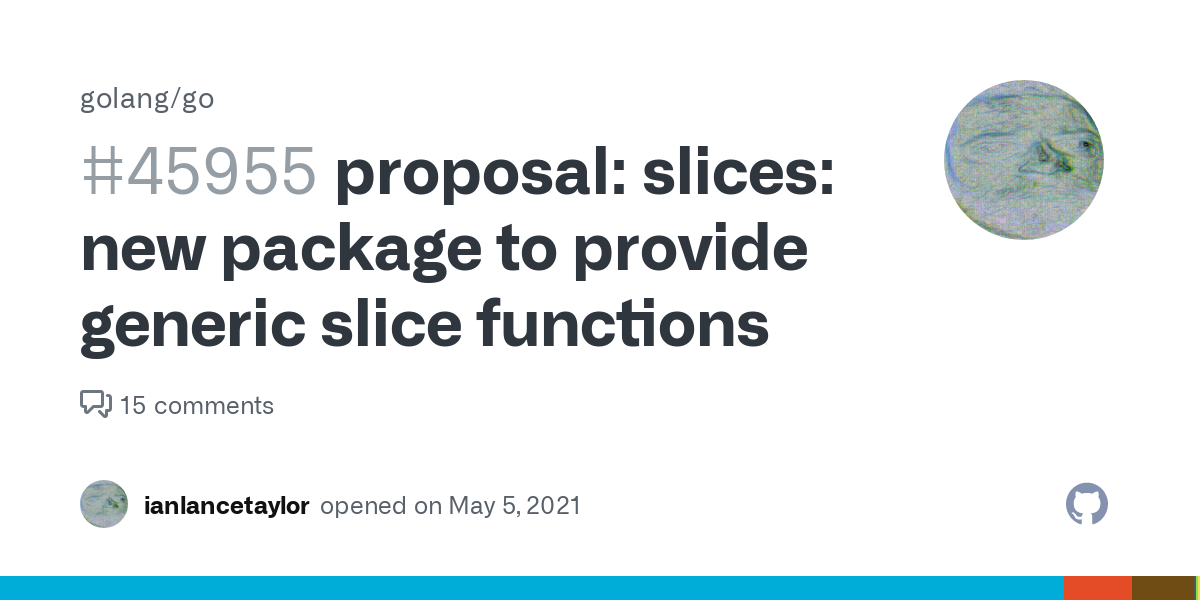 golang/go
#45955 proposal: slices:
new package to provide
generic slice functions
15 comments
ianlancetaylor opened on May 5, 2021